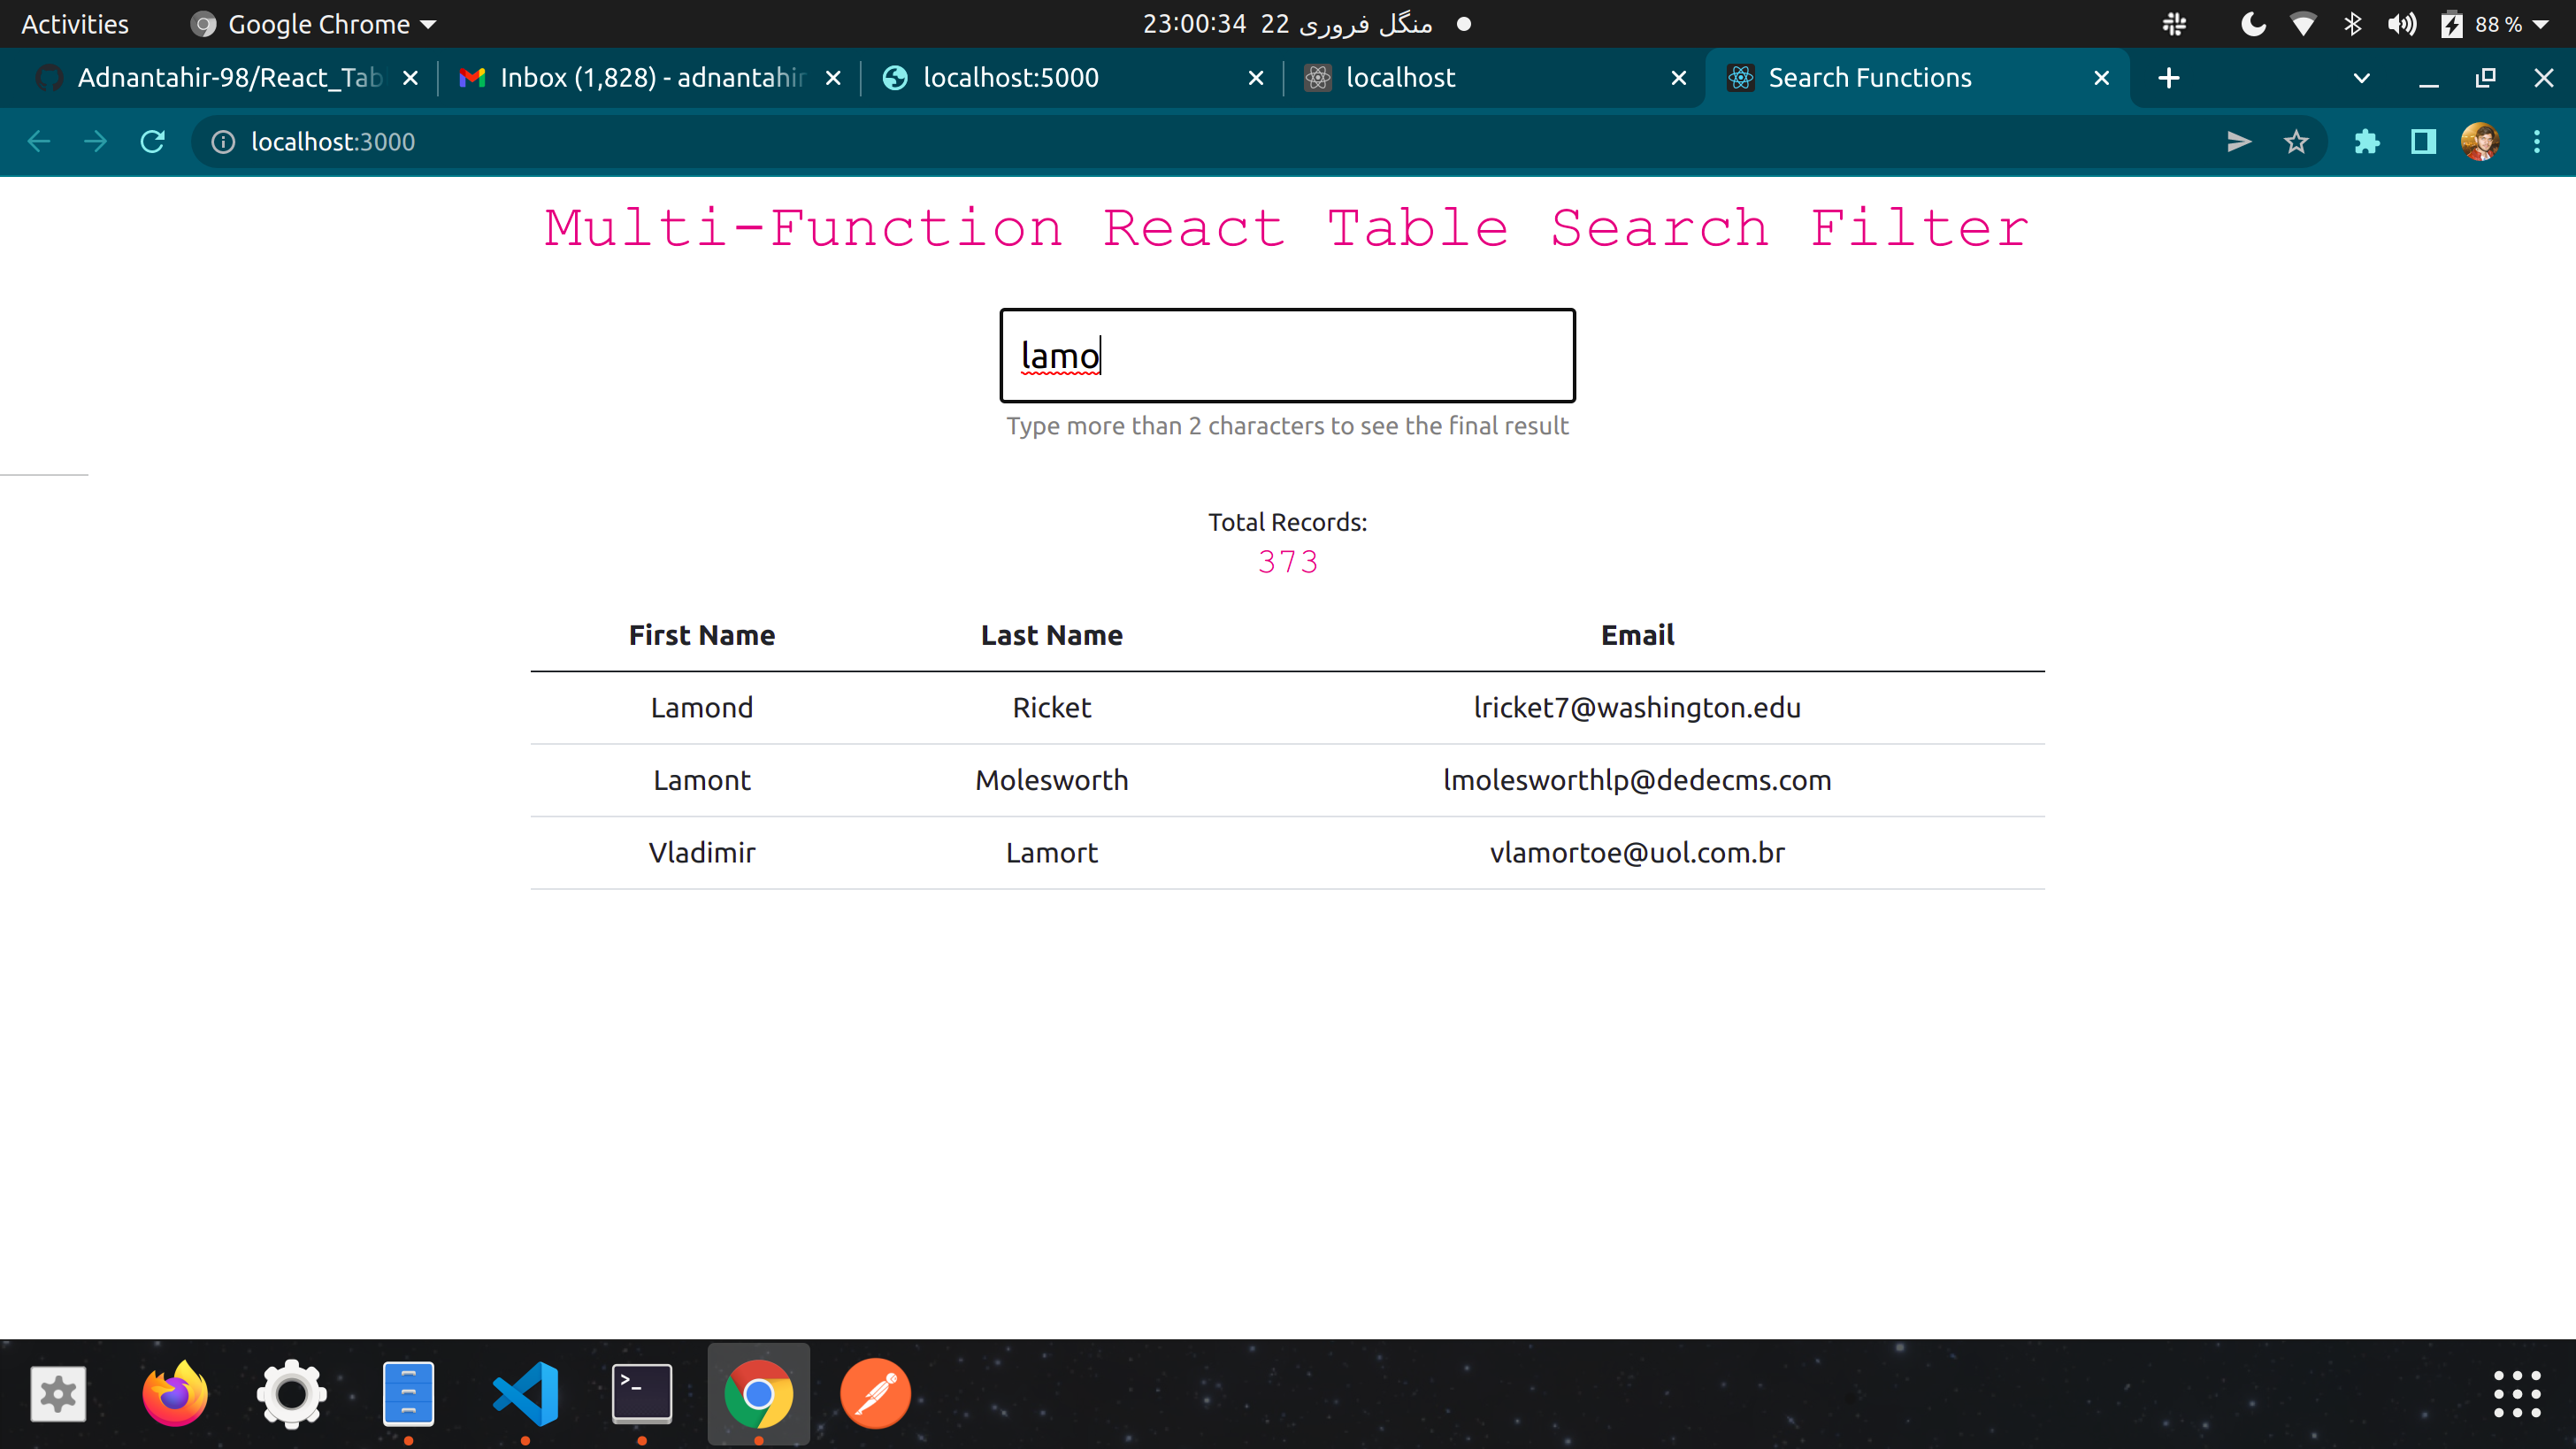 Activities
Google Chrome
منگل فروری 22 23:00:34
88 %
Adnantahir-98/React_Tab
Inbox (1,828) - adnantahir
localhost:5000
localhost
Search Functions
localhost:3000
Multi-Function React Table Search Filter
lamo
Type more than 2 characters to see the final result
Total Records:
373
First Name Last Name Email
Lamond Ricket lricket7@washington.edu
Lamont Molesworth lmolesworthlp@dedecms.com
Vladimir Lamort vlamortoe@uol.com.br